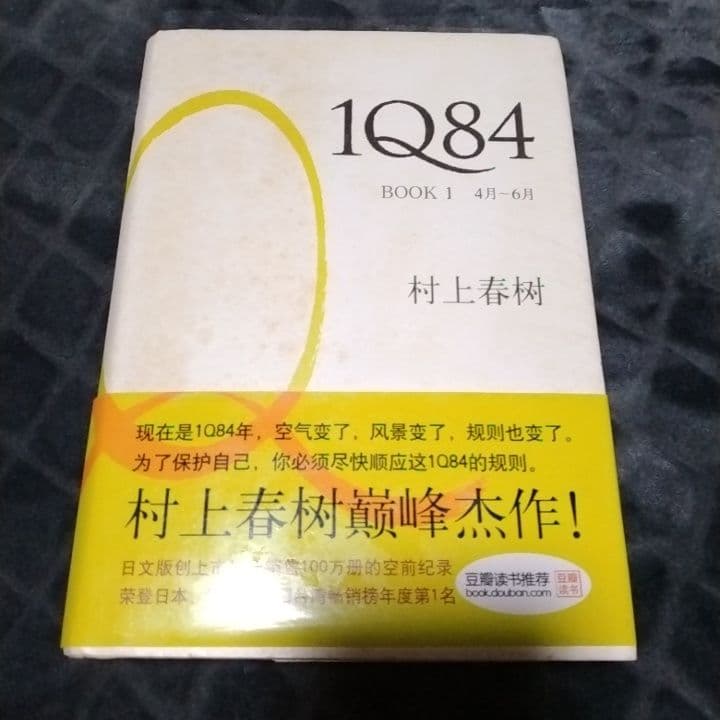 1Q84
BOOK 1 4月~6月
村上春树
现在是1Q84年，空气变了，风景变了，规则也变了。
为了保护自己，你必须尽快顺应这1Q84的规则。
村上春树巅峰杰作！
日文版创上市 100万册的空前纪录
荣登日本、 台湾畅销榜年度第1名
豆瓣读书推荐
book.douban.com
豆瓣
读书